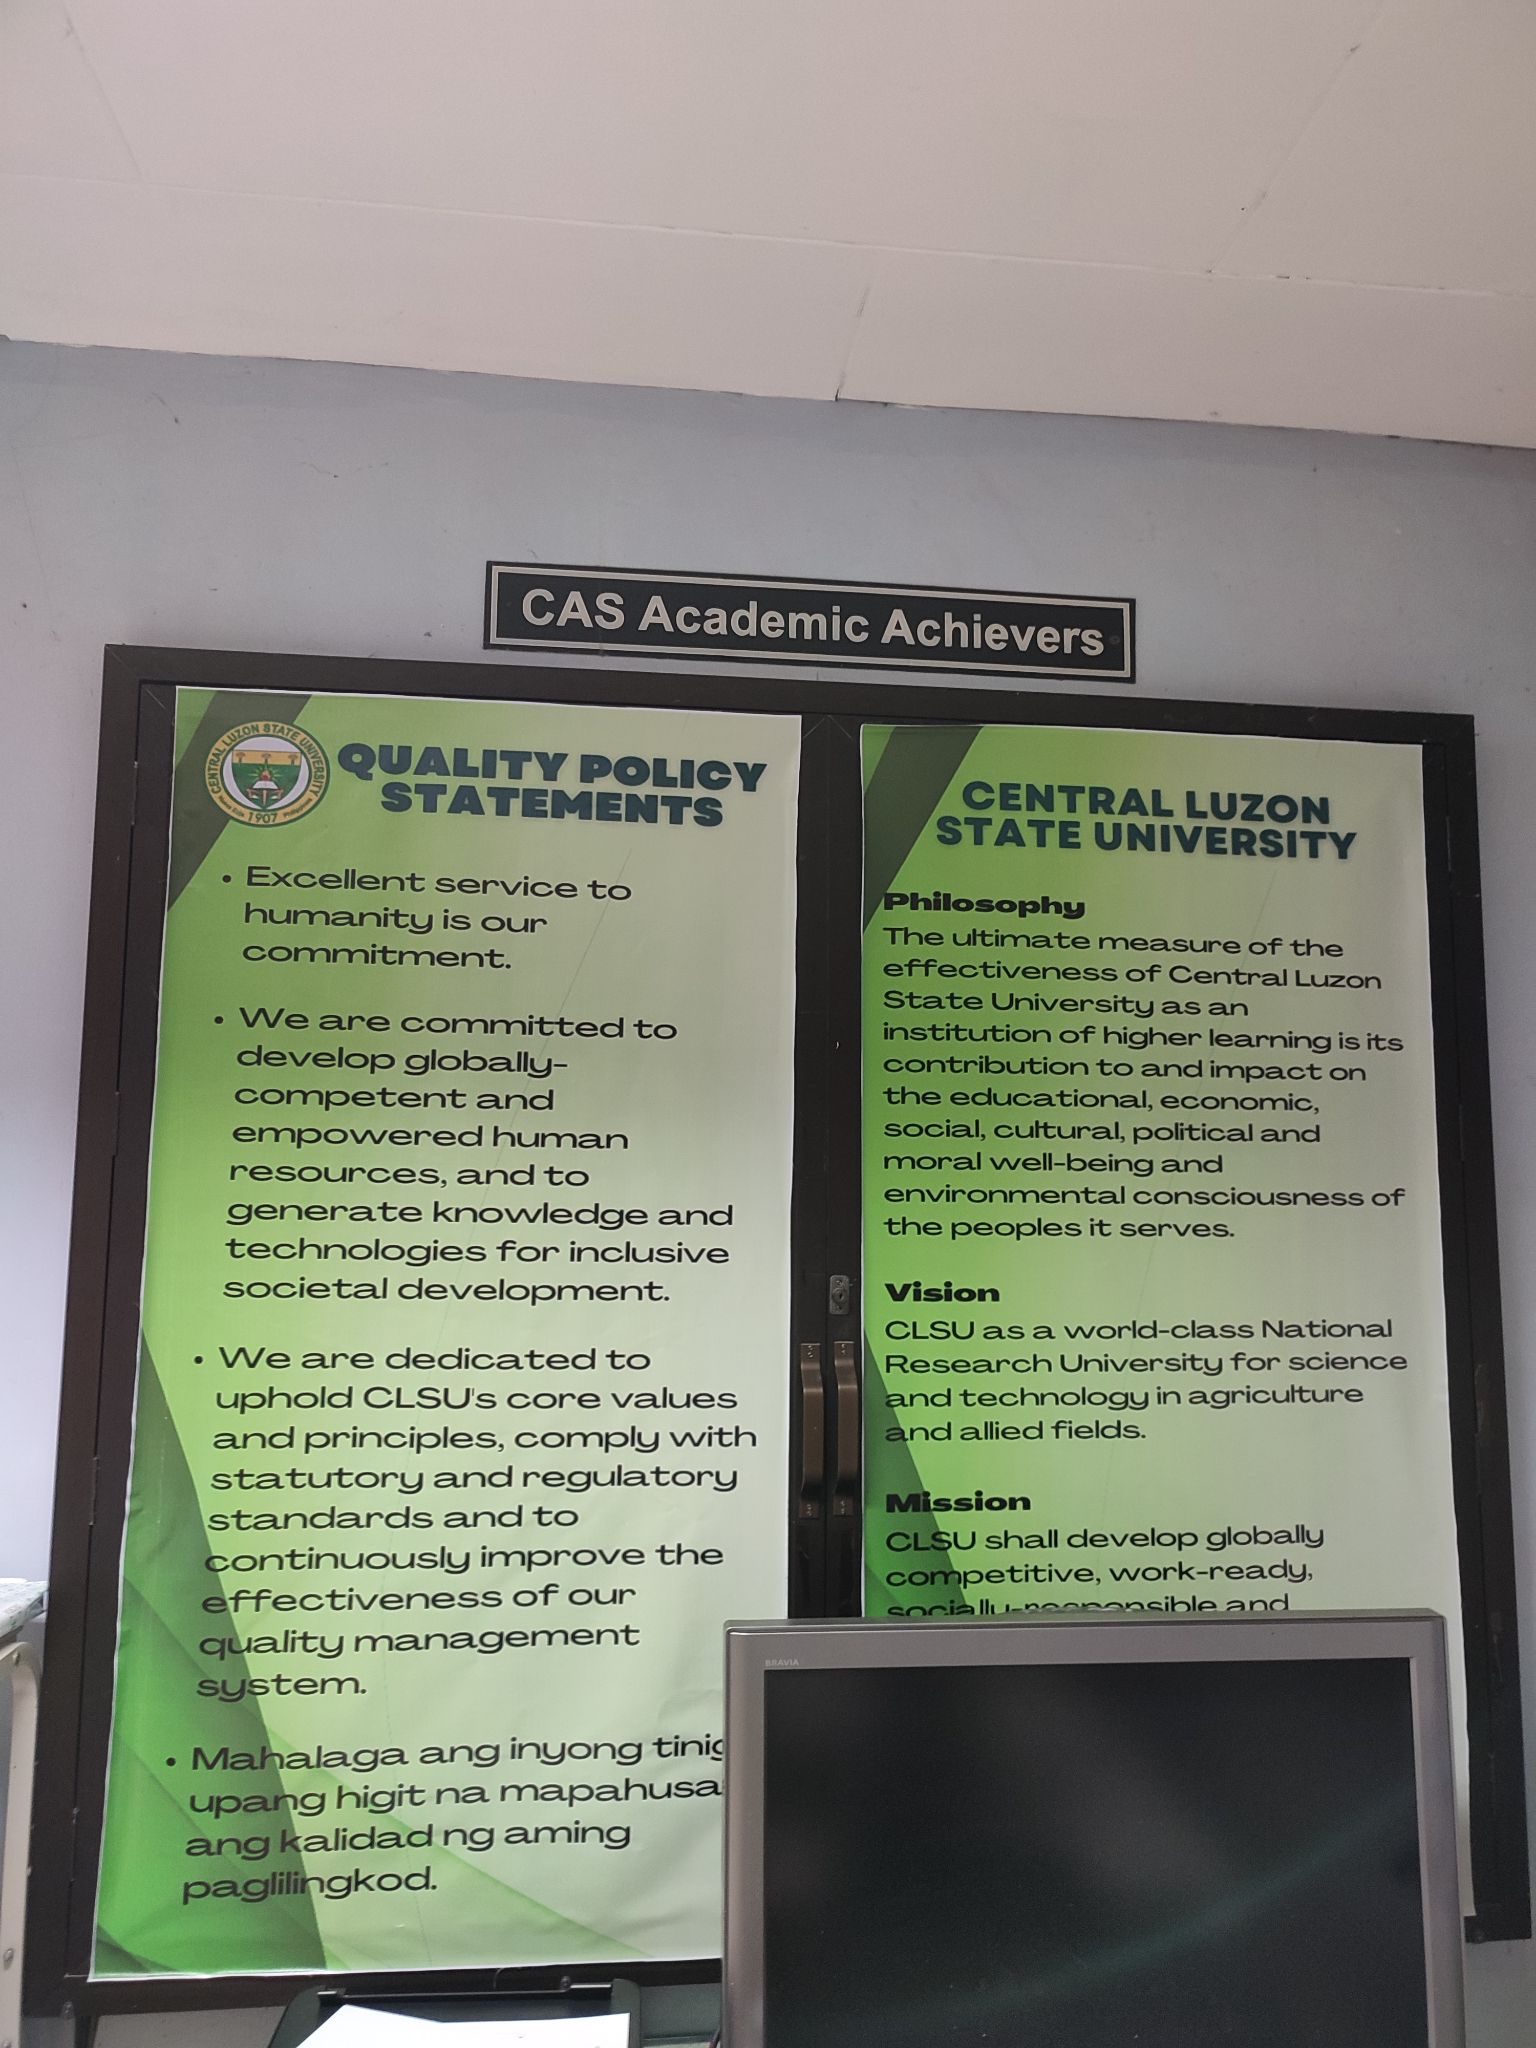 CAS Academic Achievers
CENTRAL LUZON STATE UNIVERSITY
1907
QUALITY POLICY
STATEMENTS
• Excellent service to
humanity is our
commitment.
• We are committed to
develop globally-
competent and
empowered human
resources, and to
generate knowledge and
technologies for inclusive
societal development.
• We are dedicated to
uphold CLSU's core values
and principles, comply with
statutory and regulatory
standards and to
continuously improve the
effectiveness of our
quality management
system.
• Mahalaga ang inyong
upang higit na
ang kalidad ng aming
paglilingkod.
CENTRAL LUZON
STATE UNIVERSITY
Philosophy
The ultimate measure of the
effectiveness of Central Luzon
State University as an
institution of higher learning is its
contribution to and impact on
the educational, economic,
social, cultural, political and
moral well-being and
environmental consciousness of
the peoples it serves.
Vision
CLSU as a world-class National
Research University for science
and technology in agriculture
and allied fields.
Mission
CLSU shall develop globally
competitive, work-ready,
socially-responsible and
BRAVIA